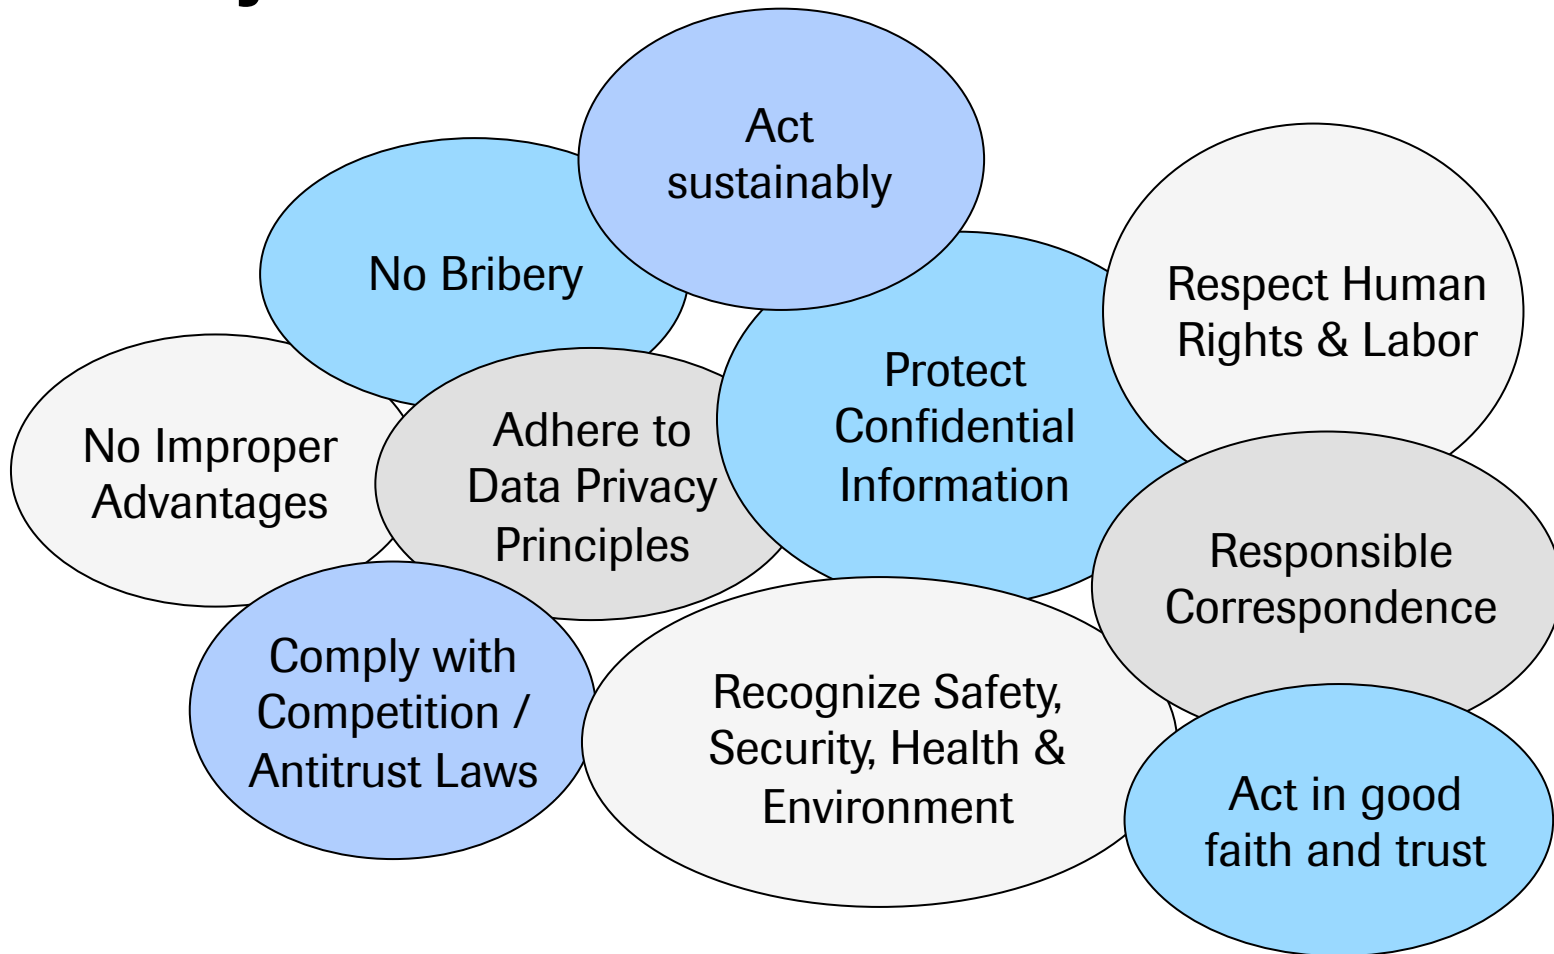 Act
sustainably
No Bribery
Respect Human
Rights & Labor
Protect
Confidential
Information
No Improper
Advantages
Adhere to
Data Privacy
Principles
Responsible
Correspondence
Comply with
Competition /
Antitrust Laws
Recognize Safety,
Security, Health &
Environment
Act in good
faith and trust